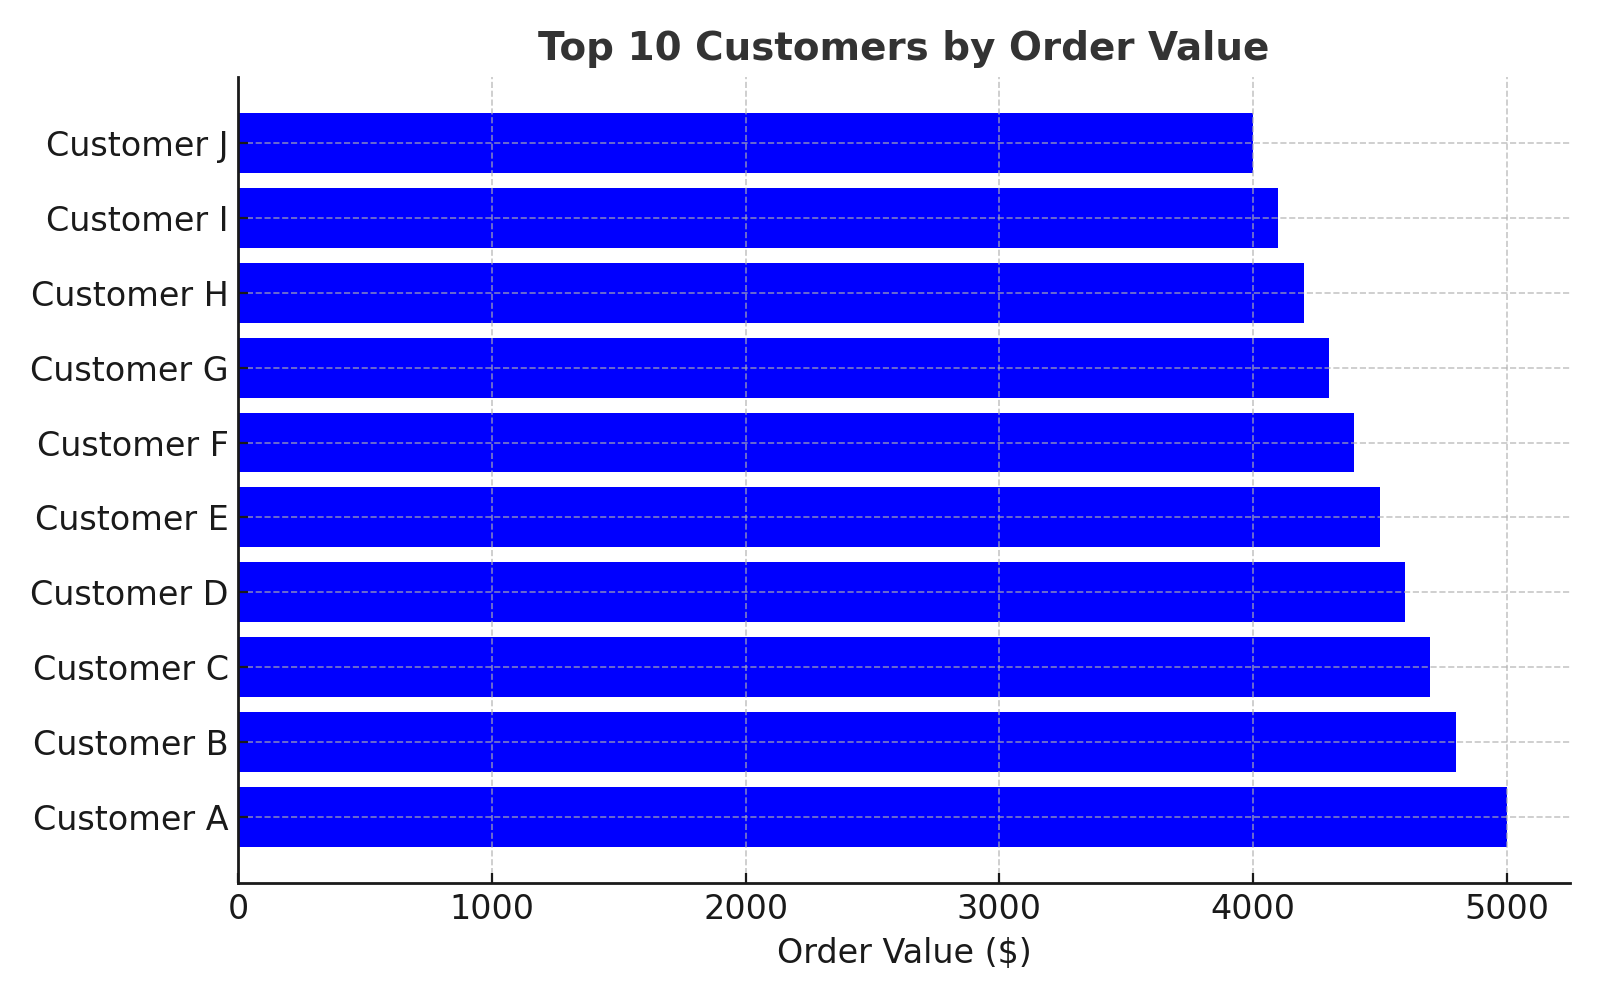 Top 10 Customers by Order Value
Customer J
Customer I
Customer H
Customer G
Customer F
Customer E
Customer D
Customer C
Customer B
Customer A
0 1000 2000 3000 4000 5000
Order Value ($)